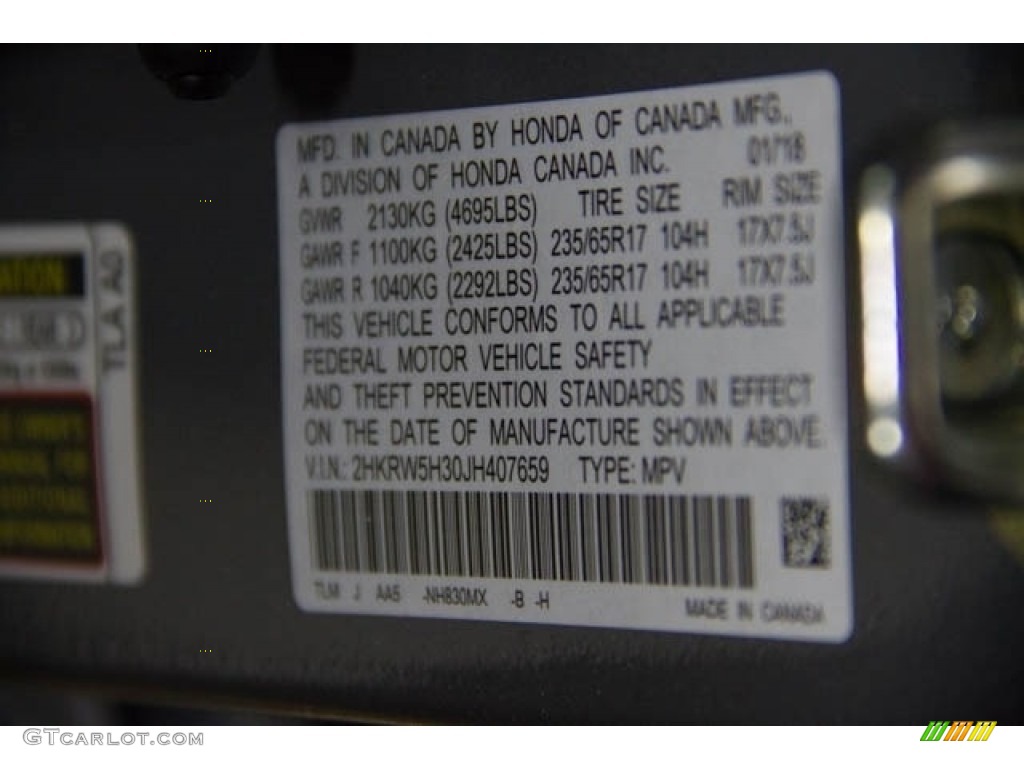 MFD. IN CANADA BY HONDA OF CANADA MFG.,
A DIVISION OF HONDA CANADA INC. 01/18
GVWR 2130KG (4695LBS) TIRE SIZE RIM SIZE
GAWR F 1100KG (2425LBS) 235/65R17 104H 17X7.5J
GAWR R 1040KG (2292LBS) 235/65R17 104H 17X7.5J
THIS VEHICLE CONFORMS TO ALL APPLICABLE
FEDERAL MOTOR VEHICLE SAFETY
AND THEFT PREVENTION STANDARDS IN EFFECT
ON THE DATE OF MANUFACTURE SHOWN ABOVE.
V.I.N.: 2HKRW5H30JH407659 TYPE: MPV
TLM J AA5 -NH830MX -B -H
MADE IN CANADA
TLA A0
GTCARLOT.COM